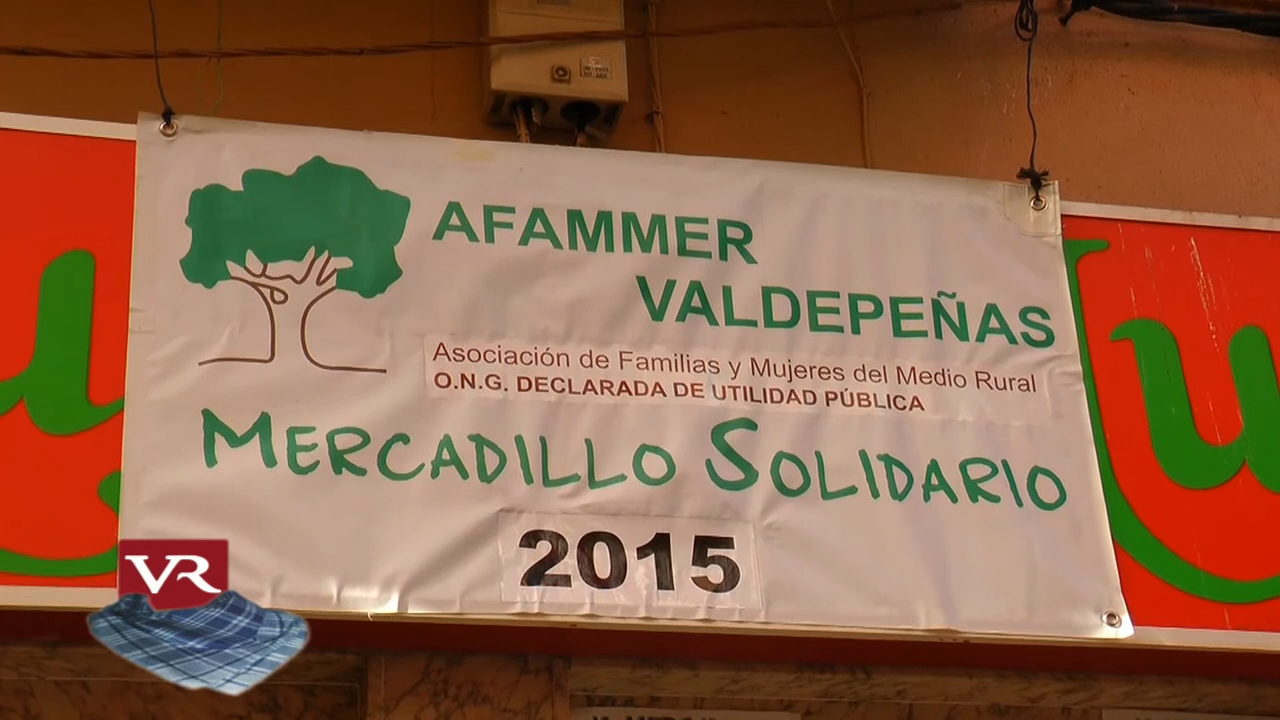 AFAMMER
VALDEPEÑAS
Asociación de Familias y Mujeres del Medio Rural
O.N.G. DECLARADA DE UTILIDAD PÚBLICA
MERCADILLO SOLIDARIO
2015
VR